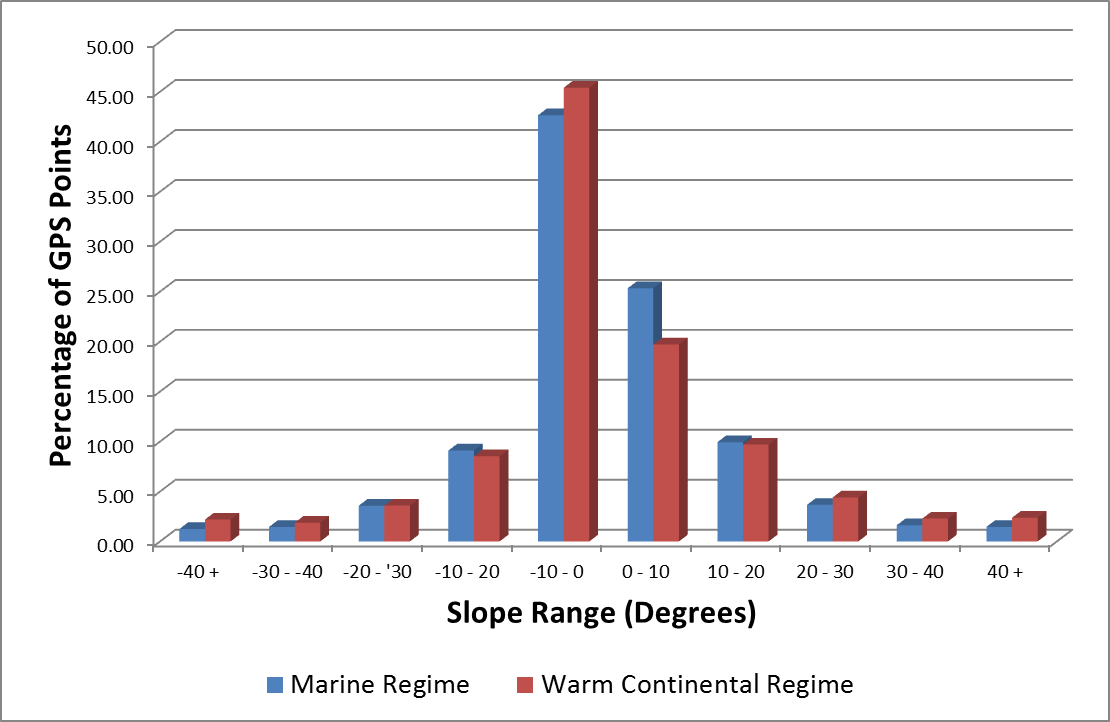 50.00
45.00
40.00
35.00
30.00
25.00
20.00
15.00
10.00
5.00
0.00
Percentage of GPS Points
-40 + -30 - -40 -20 - '30 -10 - 20 -10 - 0 0 - 10 10 - 20 20 - 30 30 - 40 40 +
Slope Range (Degrees)
Marine Regime Warm Continental Regime